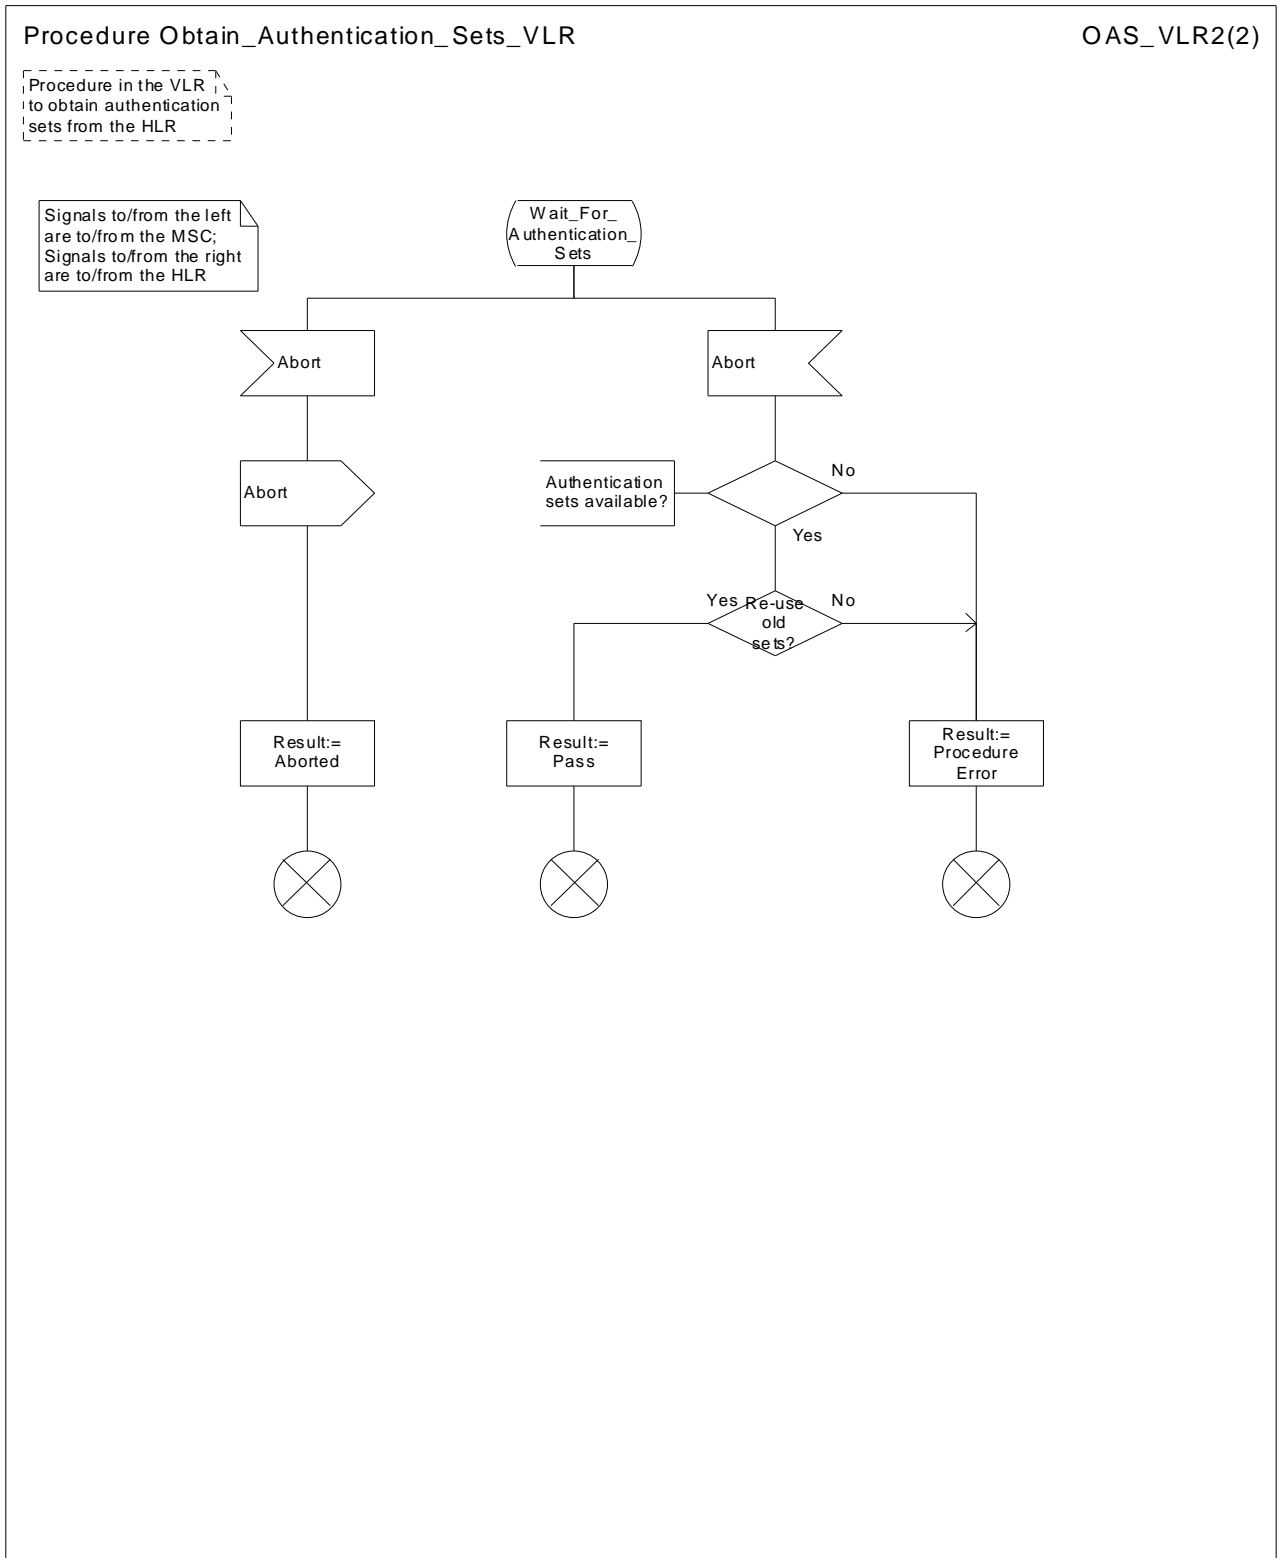 Procedure Obtain_Authentication_Sets_VLR
OAS_VLR2(2)
Procedure in the VLR
to obtain authentication
sets from the HLR
Signals to/from the left
are to/from the MSC;
Signals to/from the right
are to/from the HLR
Wait_For_
Authentication_
Sets
Abort
Abort
Abort
Authentication
sets available?
No
Yes
Yes
Re-use
old
sets?
No
Result:=
Aborted
Result:=
Pass
Result:=
Procedure
Error